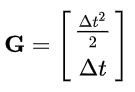 G = [ Δt²/2
Δt ]